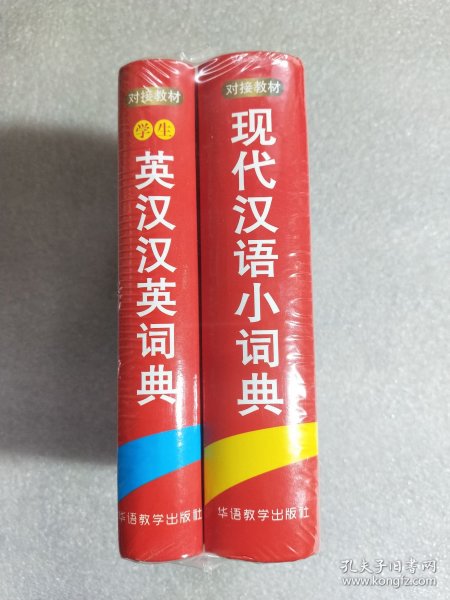 对接教材
学生
英汉汉英词典
华语教学出版社
对接教材
现代汉语小词典
华语教学出版社
孔夫子旧书网
www.kongfz.com